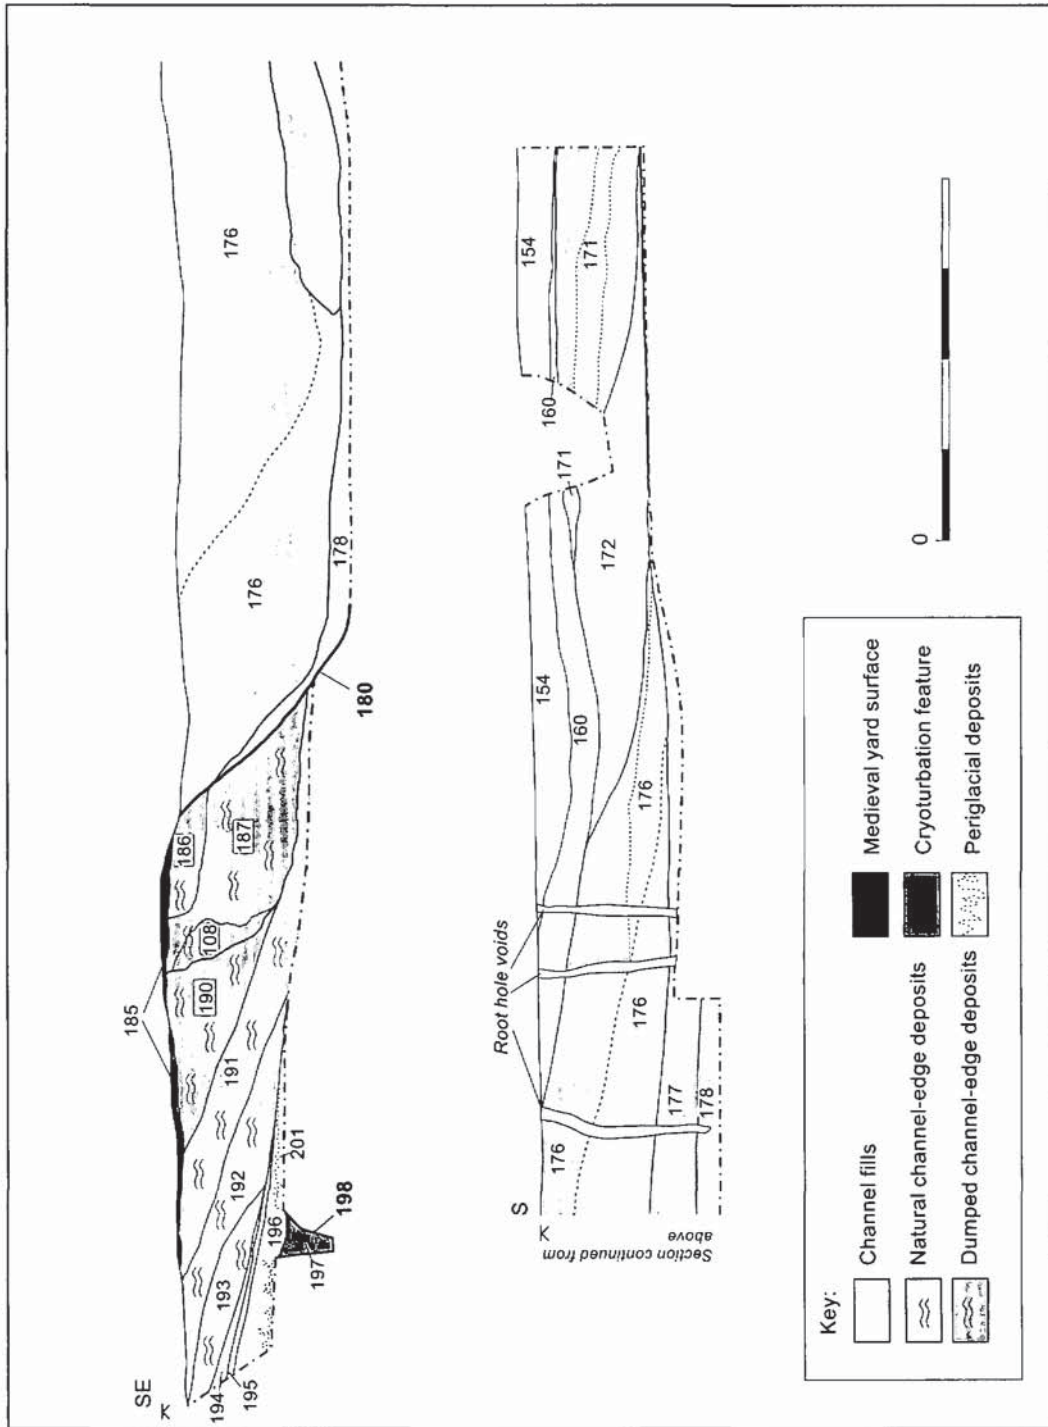 SE
194
195
193
192
191
185
190
108
186
187
196
197
198
201
180
176
178
176
Section continued from
above
S
176
Root hole voids
177
178
176
176
154
160
172
171
160
154
171
0
Key:
Channel fills
Medieval yard surface
Natural channel-edge deposits
Cryoturbation feature
Dumped channel-edge deposits
Periglacial deposits